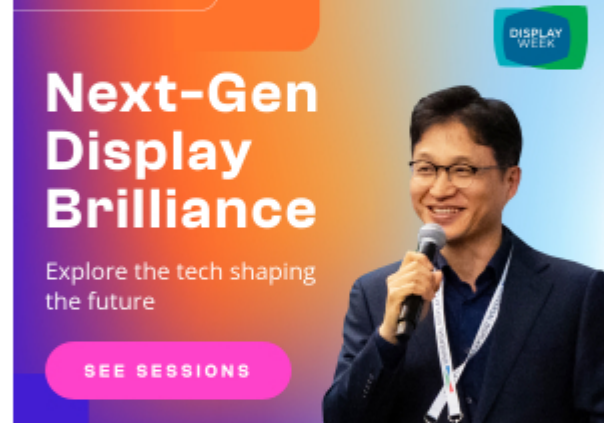 DISPLAY
WEEK
Next-Gen
Display
Brilliance
Explore the tech shaping
the future
SEE SESSIONS